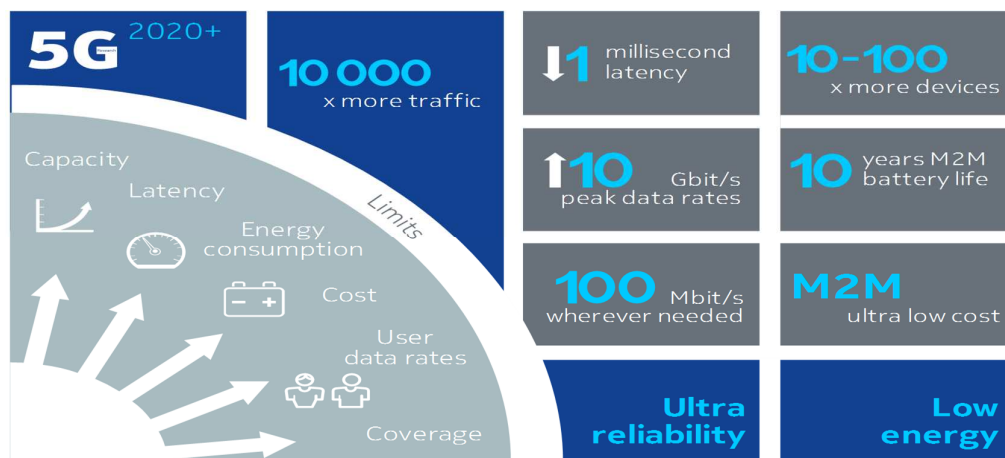 5G 2020+
Research
10 000
x more traffic
1 millisecond
latency
10-100
x more devices
Capacity
Latency
Energy
consumption
Cost
User
data rates
Coverage
Limits
10 Gbit/s
peak data rates
10 years M2M
battery life
100 Mbit/s
wherever needed
M2M
ultra low cost
Ultra
reliability
Low
energy